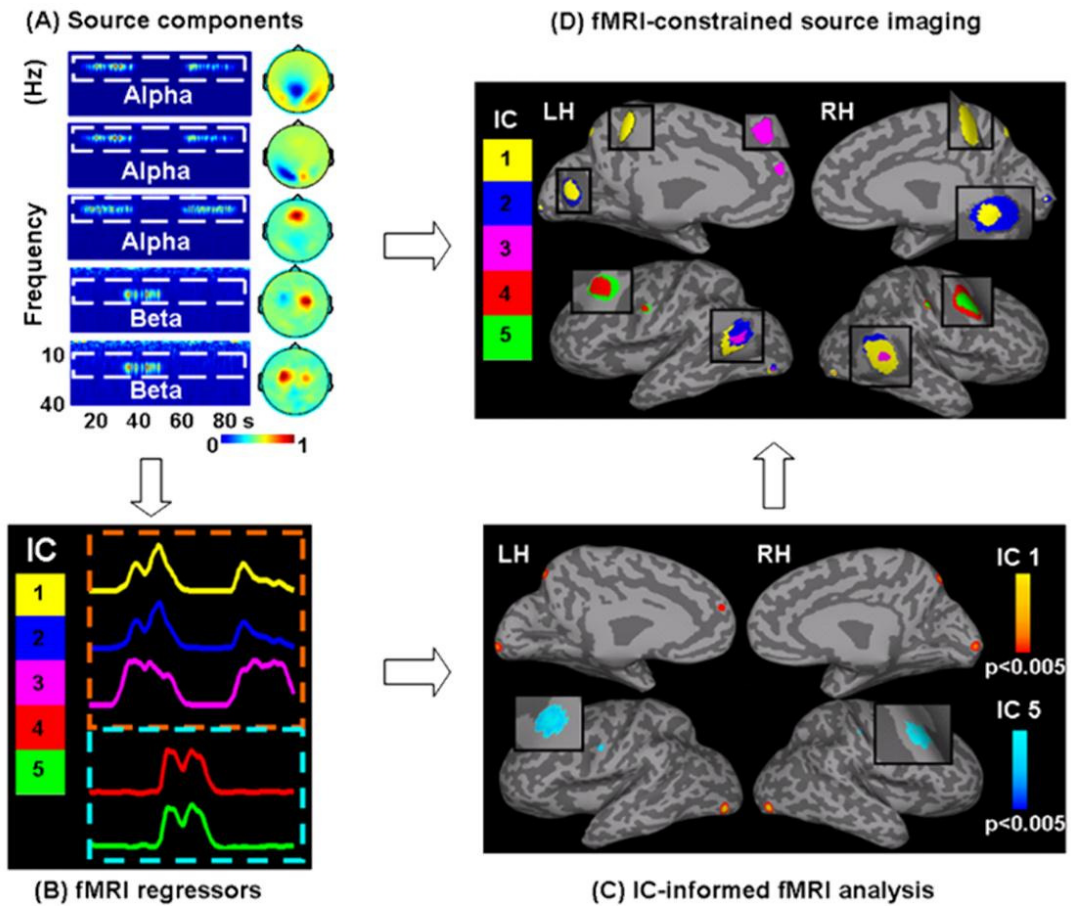 (A) Source components
(Hz)
Frequency
Alpha
Alpha
Alpha
Beta
Beta
10
40
20 40 60 80 s
0 1
(D) fMRI-constrained source imaging
IC LH RH
1
2
3
4
5
IC
1
2
3
4
5
(B) fMRI regressors
LH RH
IC 1
p<0.005
IC 5
p<0.005
(C) IC-informed fMRI analysis